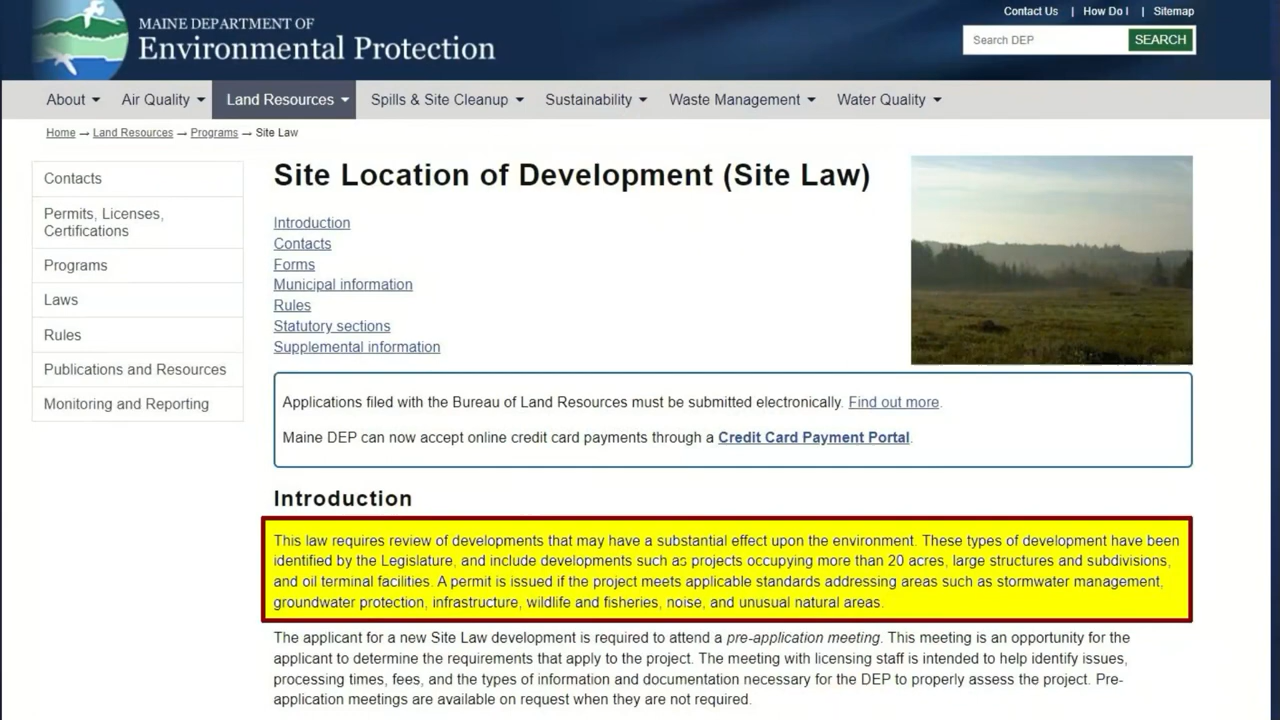 MAINE DEPARTMENT OF
Environmental Protection
Contact Us | How Do I | Sitemap
Search DEP SEARCH
About Air Quality Land Resources Spills & Site Cleanup Sustainability Waste Management Water Quality
Home → Land Resources → Programs → Site Law
Contacts
Permits, Licenses,
Certifications
Programs
Laws
Rules
Publications and Resources
Monitoring and Reporting
Site Location of Development (Site Law)
Introduction
Contacts
Forms
Municipal information
Rules
Statutory sections
Supplemental information
Applications filed with the Bureau of Land Resources must be submitted electronically. Find out more.
Maine DEP can now accept online credit card payments through a Credit Card Payment Portal.
Introduction
This law requires review of developments that may have a substantial effect upon the environment. These types of development have been
identified by the Legislature, and include developments such as projects occupying more than 20 acres, large structures and subdivisions,
and oil terminal facilities. A permit is issued if the project meets applicable standards addressing areas such as stormwater management,
groundwater protection, infrastructure, wildlife and fisheries, noise, and unusual natural areas.
The applicant for a new Site Law development is required to attend a pre-application meeting. This meeting is an opportunity for the
applicant to determine the requirements that apply to the project. The meeting with licensing staff is intended to help identify issues,
processing times, fees, and the types of information and documentation necessary for the DEP to properly assess the project. Pre-
application meetings are available on request when they are not required.